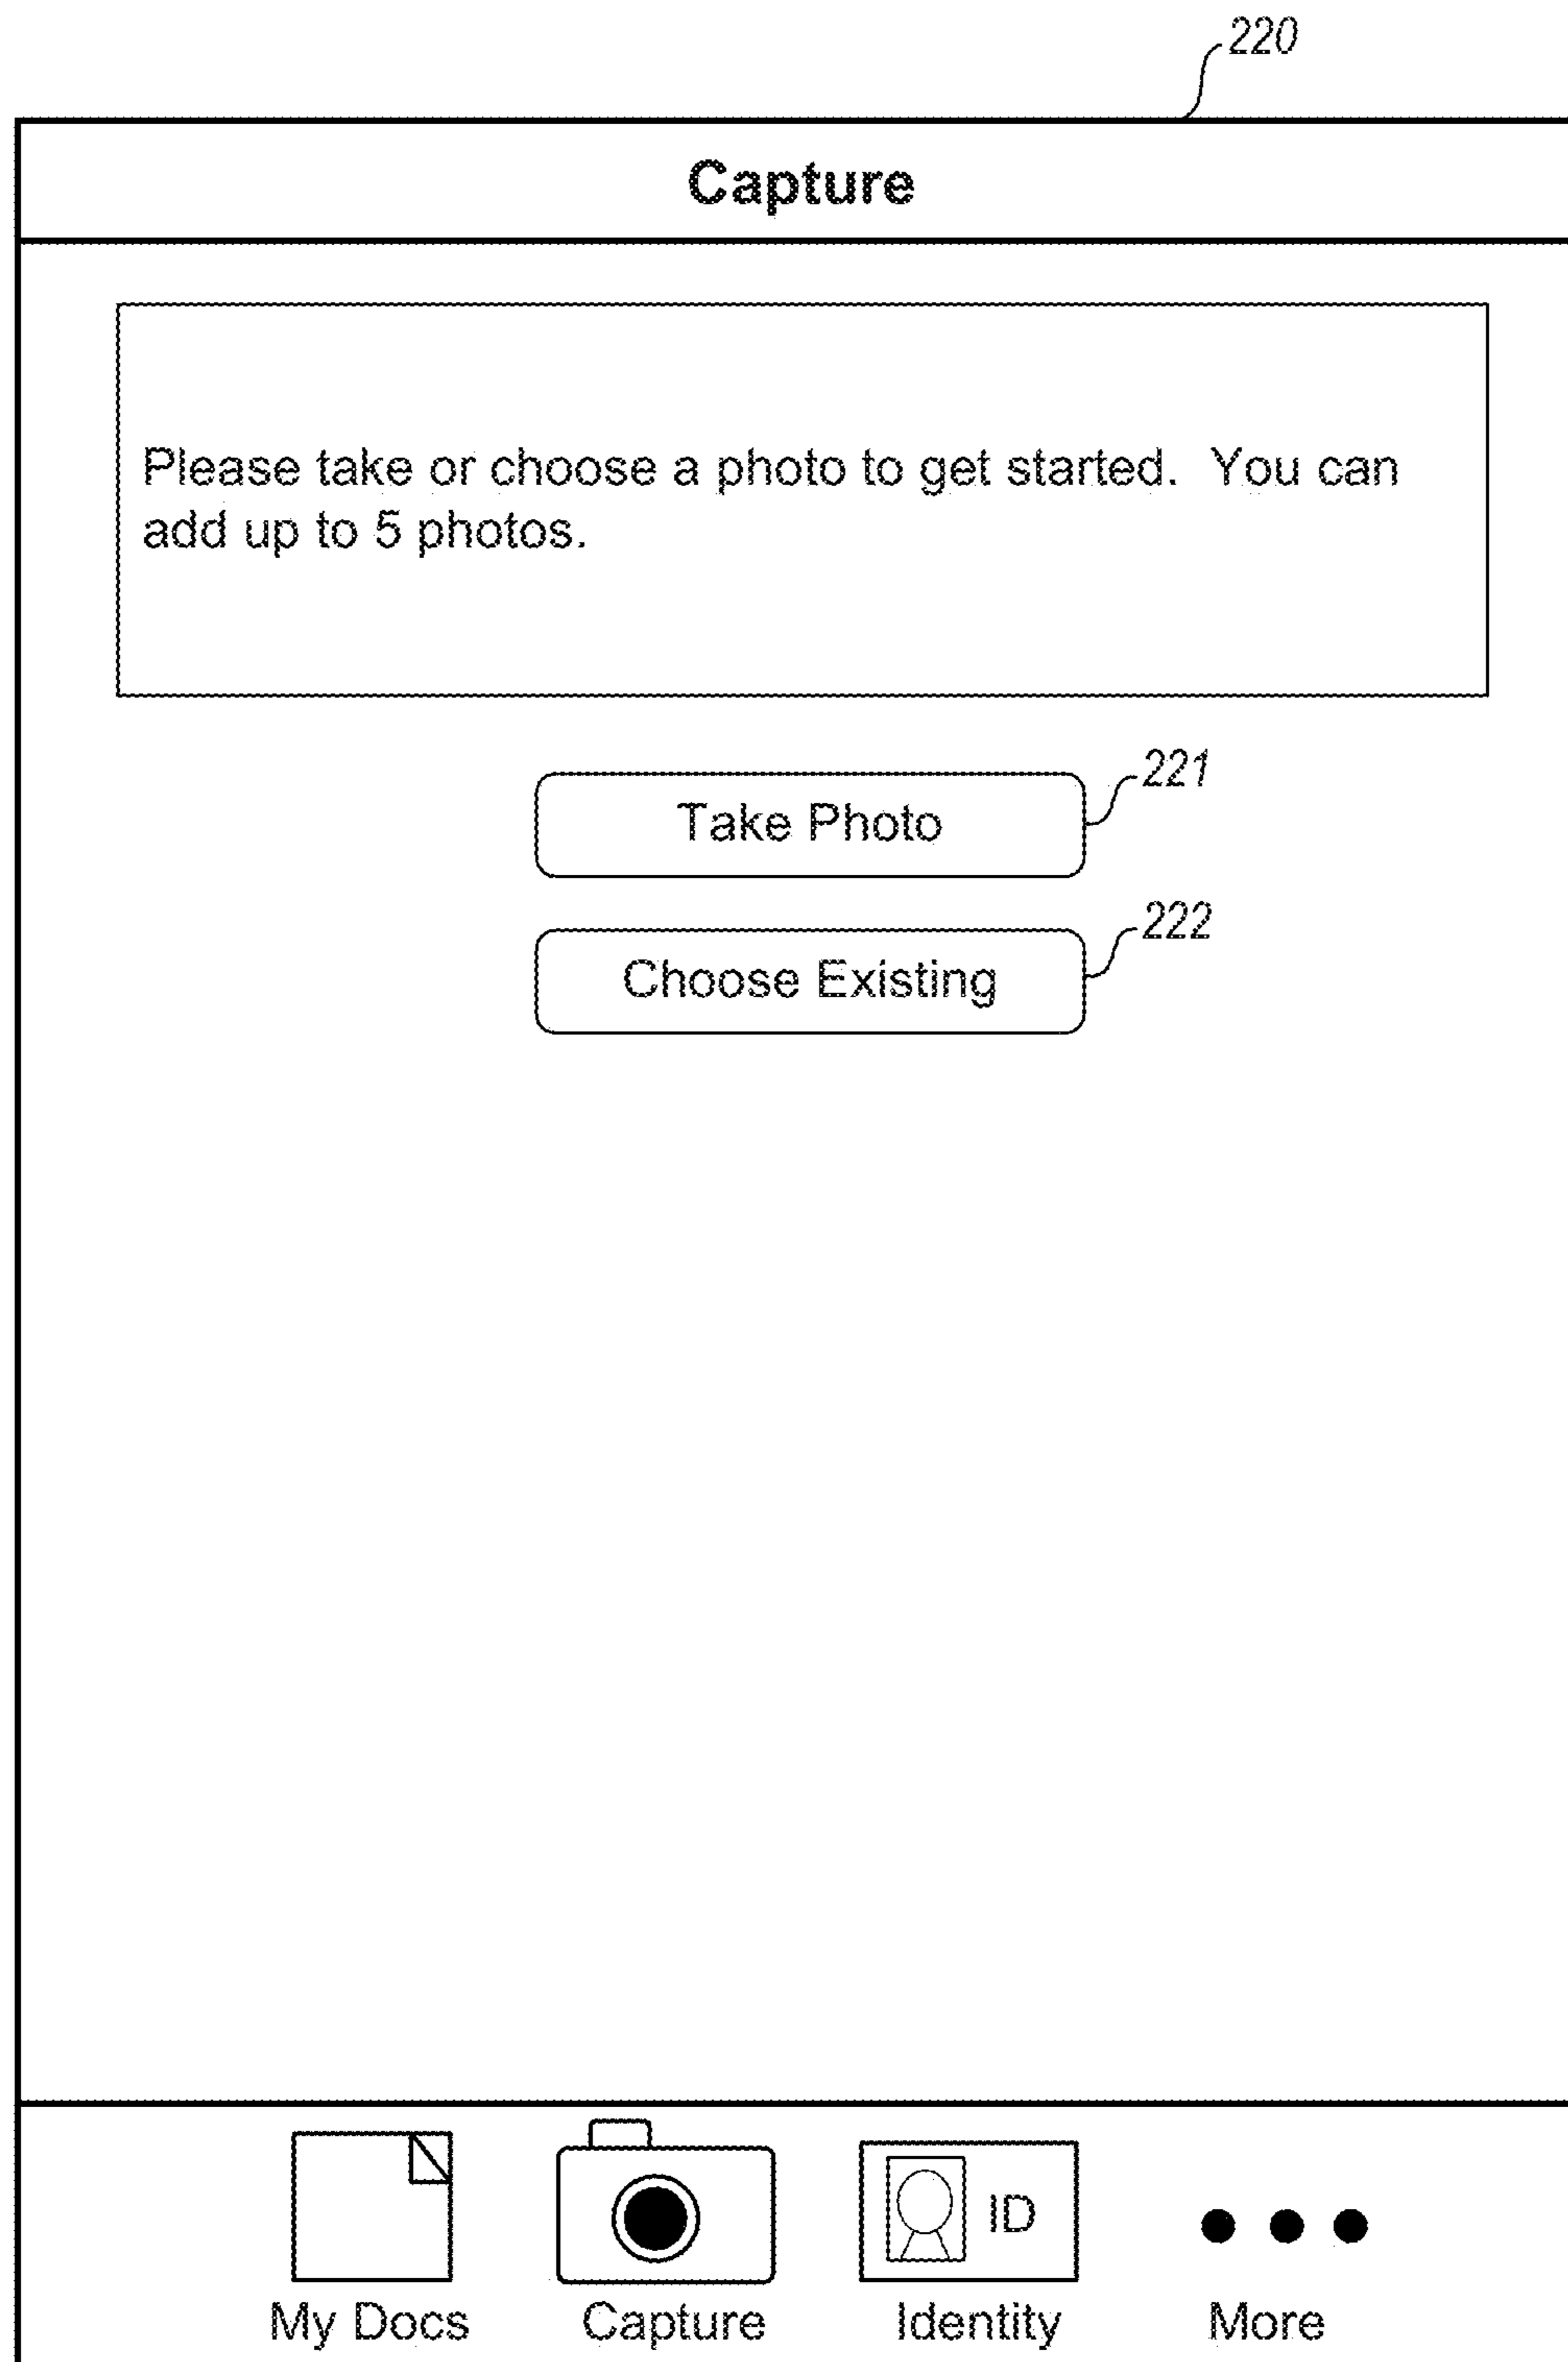 220
Capture
Please take or choose a photo to get started. You can
add up to 5 photos.
Take Photo
221
Choose Existing
222
ID
My Docs
Capture
Identity
More